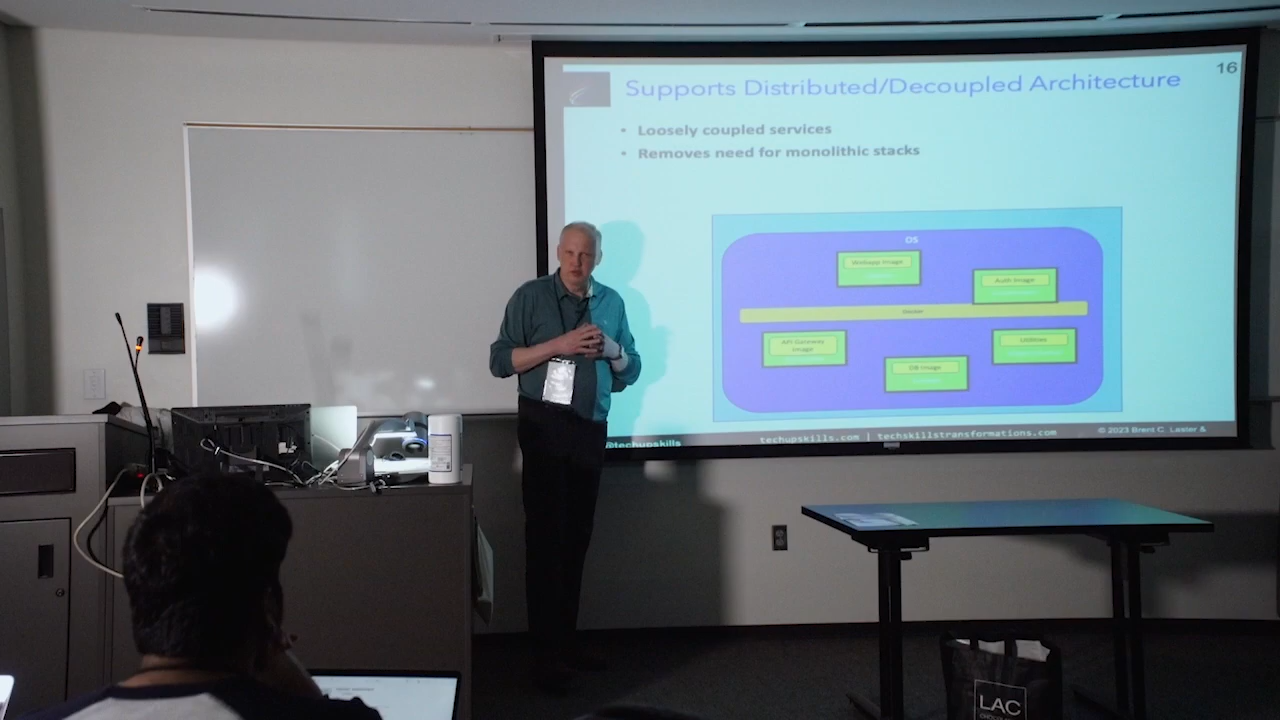 16
Supports Distributed/Decoupled Architecture
• Loosely coupled services
• Removes need for monolithic stacks
OS
Webapp Image
Auth Image
Docker
API Gateway
Image
Utilities
DB Image
@techupskills
techupskills.com | techskillstransformations.com
© 2023 Brent C. Laster &
LAC